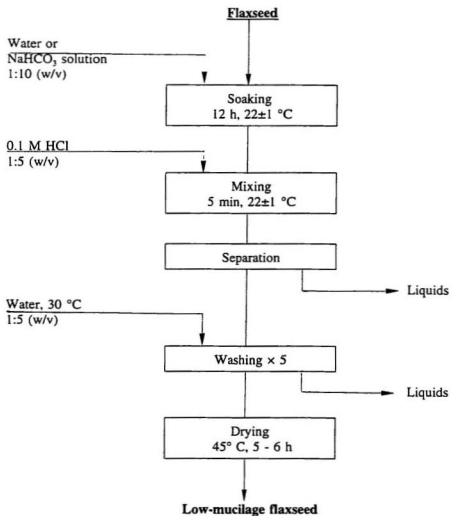 Flaxseed
Water or
NaHCO₃ solution
1:10 (w/v)
Soaking
12 h, 22±1 °C
0.1 M HCl
1:5 (w/v)
Mixing
5 min, 22±1 °C
Separation
Liquids
Water, 30 °C
1:5 (w/v)
Washing × 5
Liquids
Drying
45° C, 5 - 6 h
Low-mucilage flaxseed